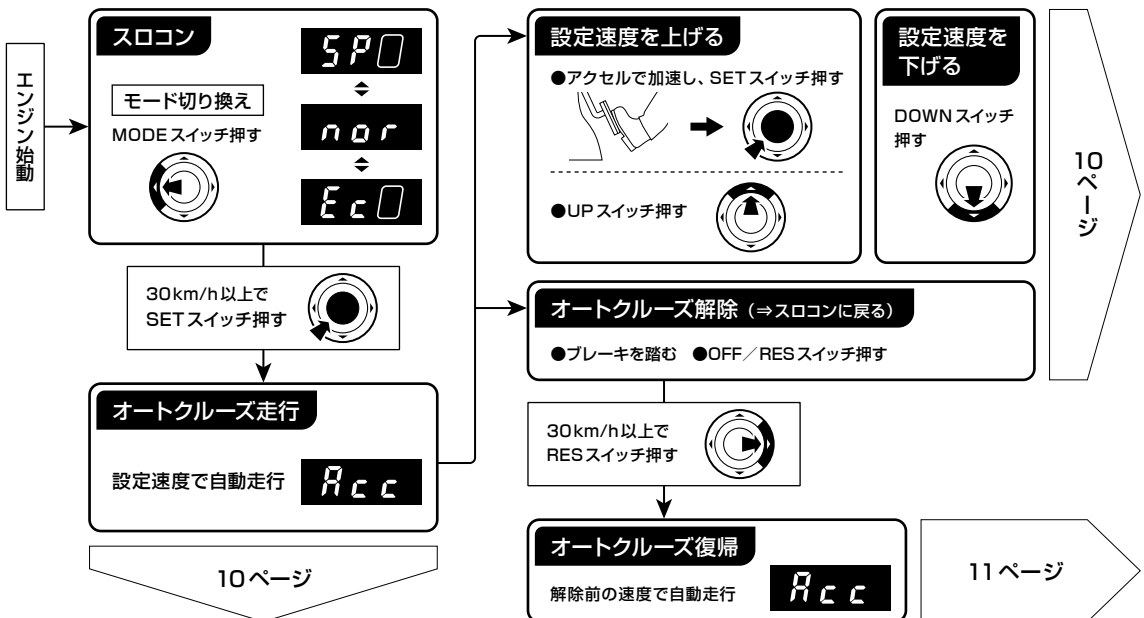 エンジン始動
スロコン
モード切り換え
MODEスイッチ押す
SP0
nor
Ec0
30km/h以上で
SETスイッチ押す
オートクルーズ走行
設定速度で自動走行
Acc
10ページ
設定速度を上げる
●アクセルで加速し、SETスイッチ押す
●UPスイッチ押す
設定速度を
下げる
DOWNスイッチ
押す
10ページ
オートクルーズ解除（⇒スロコンに戻る）
●ブレーキを踏む ●OFF／RESスイッチ押す
30km/h以上で
RESスイッチ押す
オートクルーズ復帰
解除前の速度で自動走行
Acc
11ページ